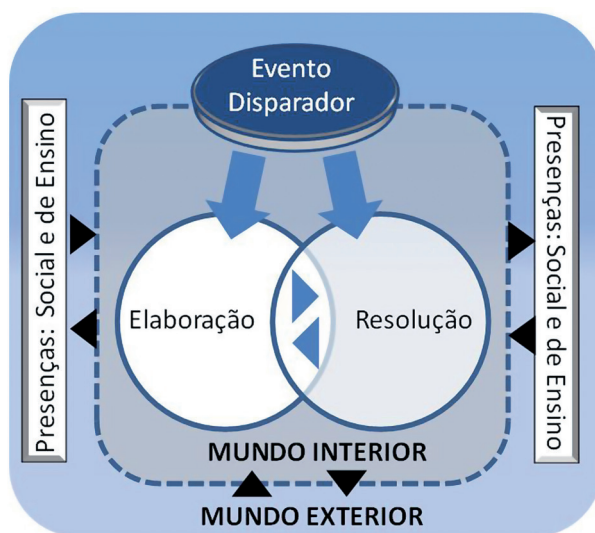 Evento
Disparador
Presenças: Social e de Ensino
Presenças: Social e de Ensino
Elaboração
Resolução
MUNDO INTERIOR
MUNDO EXTERIOR